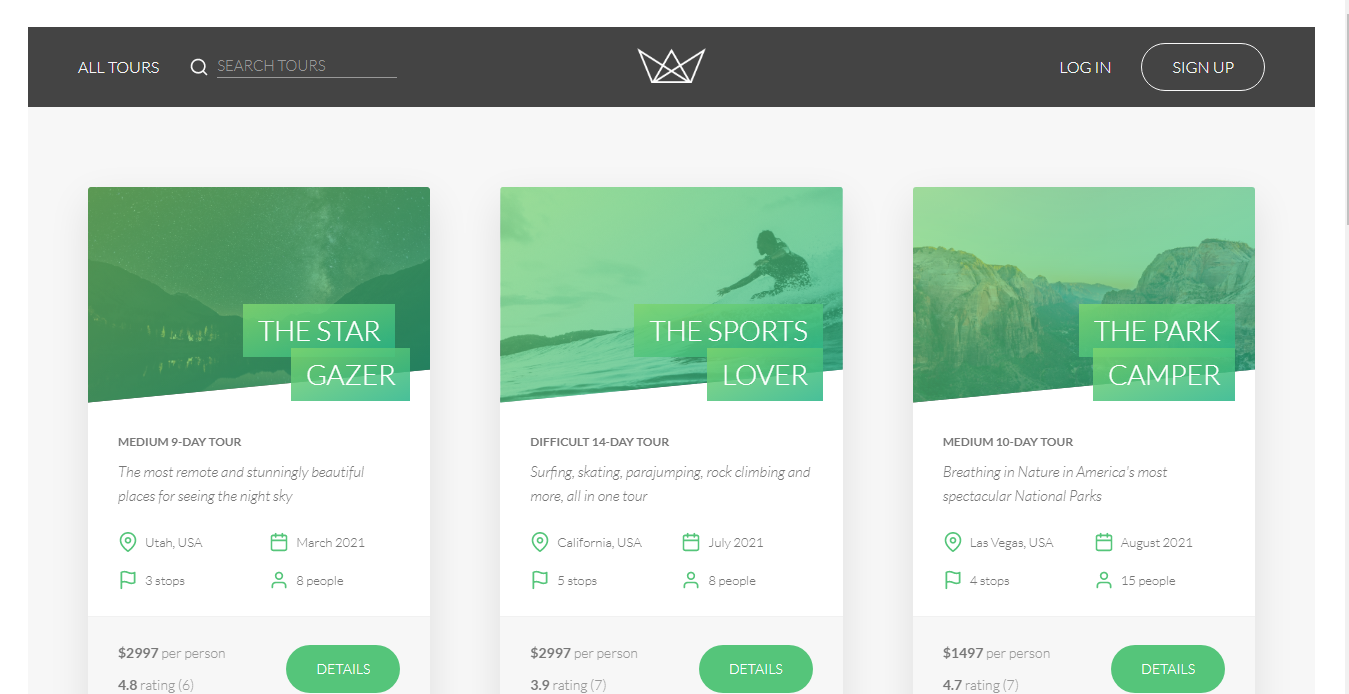 ALL TOURS
SEARCH TOURS
LOG IN
SIGN UP
THE STAR
GAZER
MEDIUM 9-DAY TOUR
The most remote and stunningly beautiful
places for seeing the night sky
Utah, USA
March 2021
3 stops
8 people
$2997 per person
4.8 rating (6)
DETAILS
THE SPORTS
LOVER
DIFFICULT 14-DAY TOUR
Surfing, skating, parajumping, rock climbing and
more, all in one tour
California, USA
July 2021
5 stops
8 people
$2997 per person
3.9 rating (7)
DETAILS
THE PARK
CAMPER
MEDIUM 10-DAY TOUR
Breathing in Nature in America's most
spectacular National Parks
Las Vegas, USA
August 2021
4 stops
15 people
$1497 per person
4.7 rating (7)
DETAILS